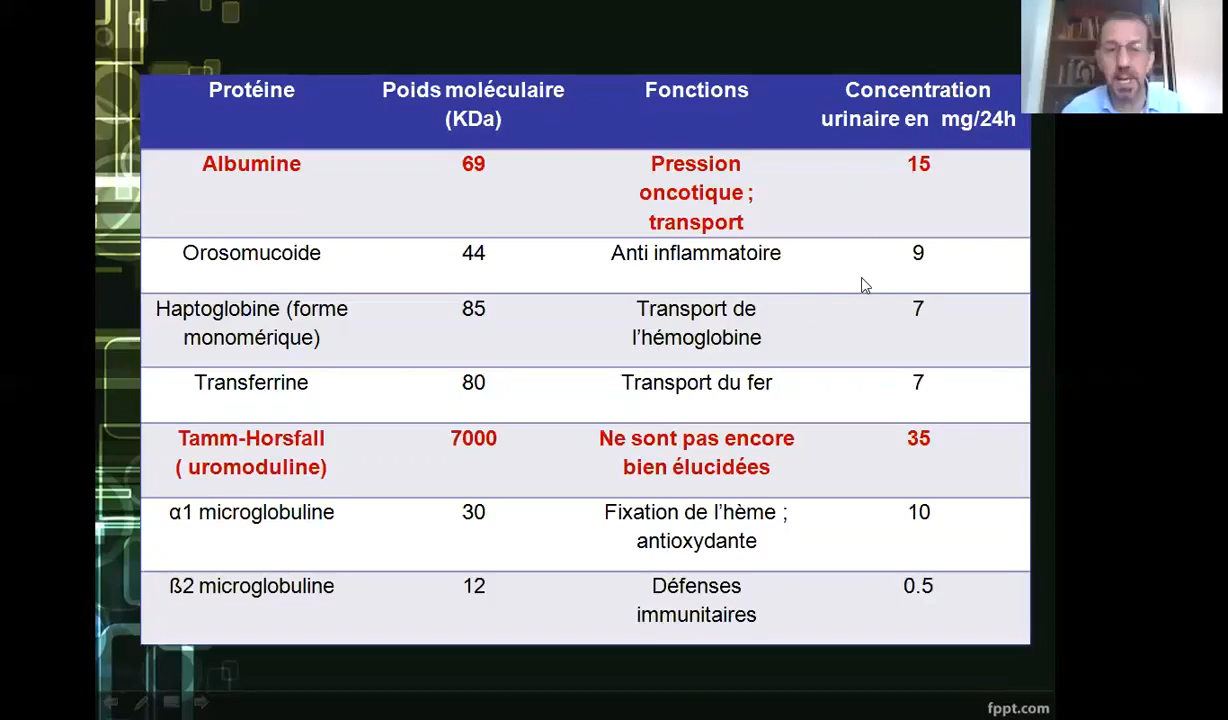 Protéine
Poids moléculaire
(KDa)
Fonctions
Concentration
urinaire en mg/24h
Albumine
69
Pression
oncotique ;
transport
15
Orosomucoide
44
Anti inflammatoire
9
Haptoglobine (forme
monomérique)
85
Transport de
l’hémoglobine
7
Transferrine
80
Transport du fer
7
Tamm-Horsfall
( uromoduline)
7000
Ne sont pas encore
bien élucidées
35
α1 microglobuline
30
Fixation de l’hème ;
antioxydante
10
ß2 microglobuline
12
Défenses
immunitaires
0.5
fppt.com